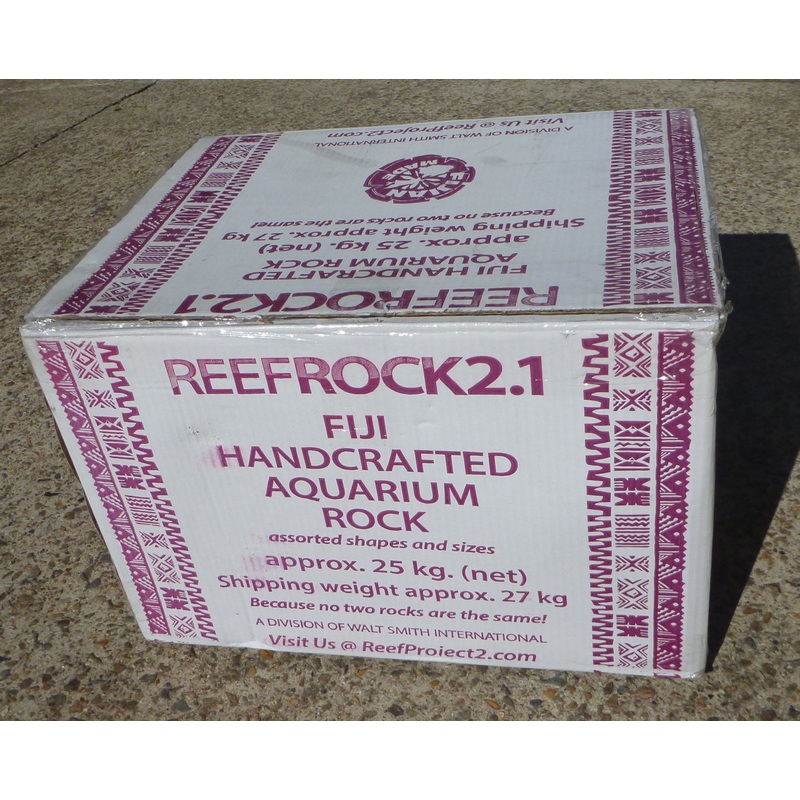 Visit Us @ ReefProject2.com
A DIVISION OF WALT SMITH INTERNATIONAL
FIJIAN MADE
Because no two rocks are the same!
Shipping weight approx. 27 kg
approx. 25 kg. (net)
AQUARIUM ROCK
FIJI HANDCRAFTED
REEFROCK2.1
REEFROCK2.1
FIJI
HANDCRAFTED
AQUARIUM
ROCK
assorted shapes and sizes
approx. 25 kg. (net)
Shipping weight approx. 27 kg
Because no two rocks are the same!
A DIVISION OF WALT SMITH INTERNATIONAL
Visit Us @ ReefProject2.com